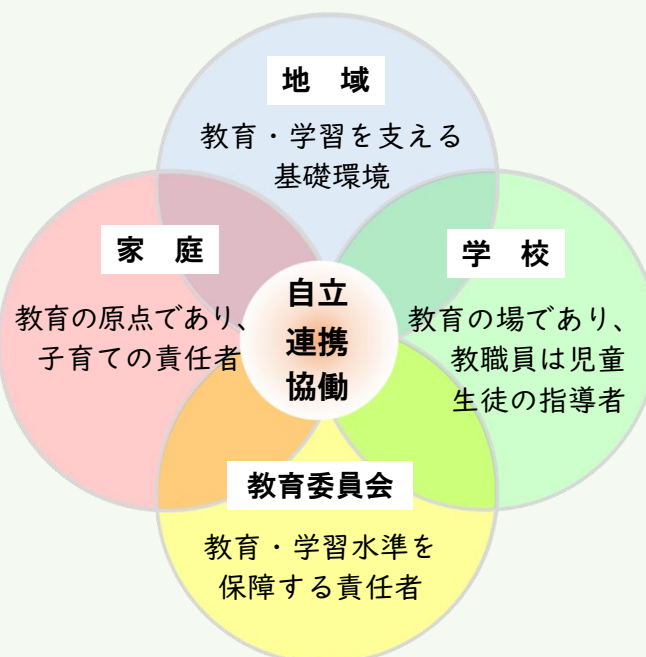 地　域
教育・学習を支える
基礎環境
家　庭
教育の原点であり、
子育ての責任者
自立
連携
協働
学　校
教育の場であり、
教職員は児童
生徒の指導者
教育委員会
教育・学習水準を
保障する責任者